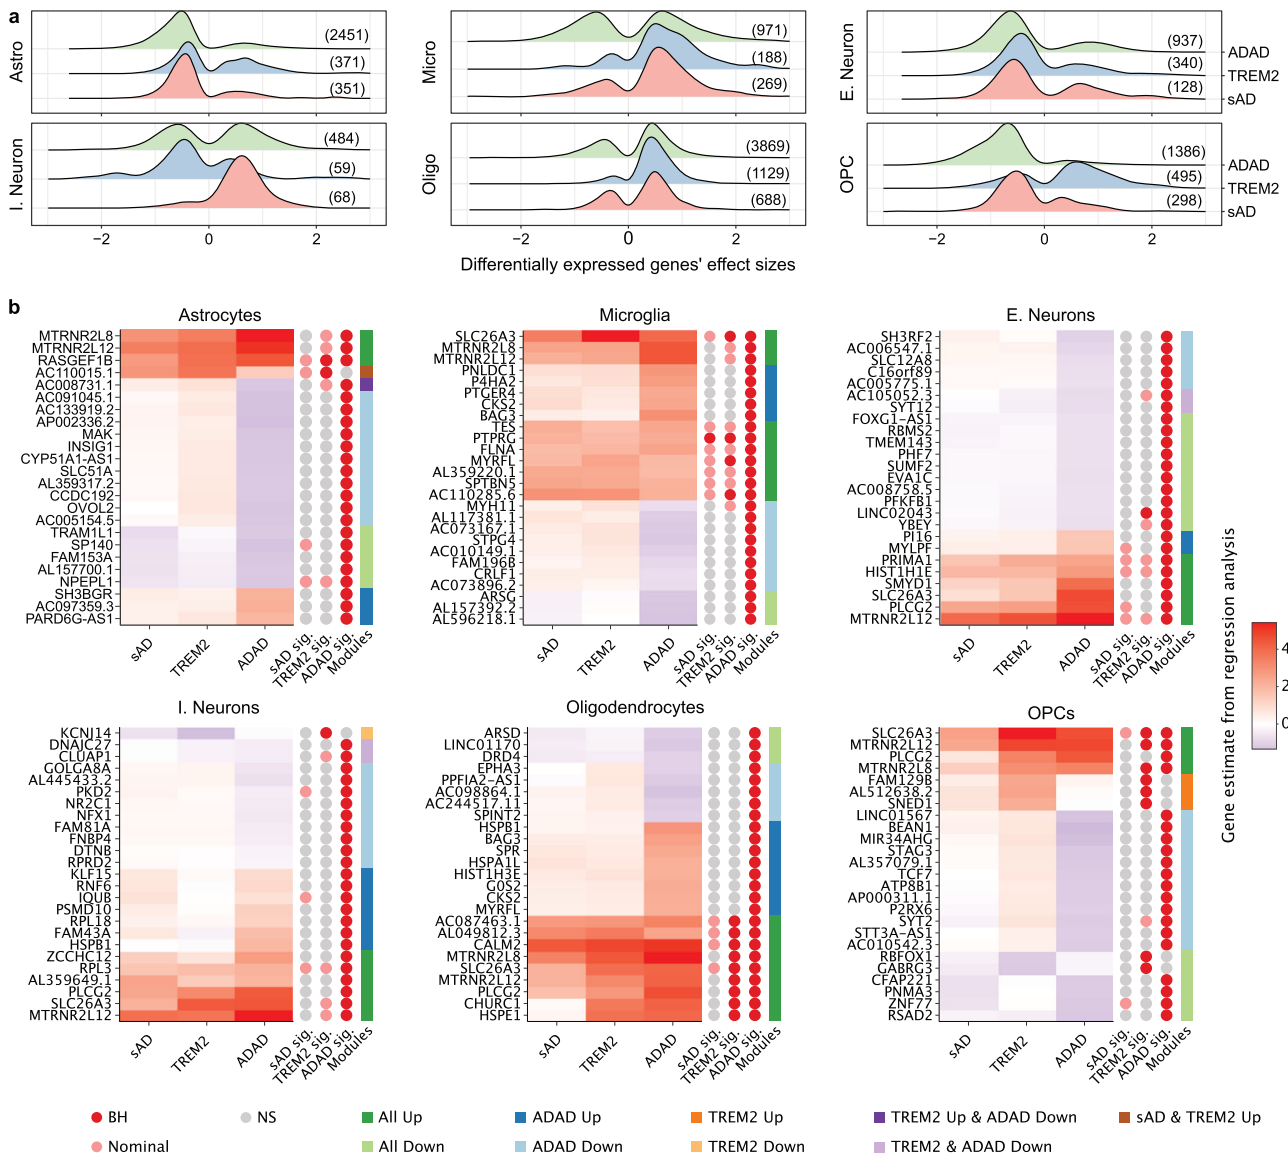 a
Astro
(2451)
(371)
(351)
Micro
(971)
(188)
(269)
E. Neuron
(937)
(340)
(128)
ADAD
TREM2
sAD
I. Neuron
(484)
(59)
(68)
Oligo
(3869)
(1129)
(688)
OPC
(1386)
(495)
(298)
ADAD
TREM2
sAD
−2 0 2
−2 0 2
−2 0 2
Differentially expressed genes' effect sizes
b
Astrocytes
MTRNR2L8
MTRNR2L12
RASGEF1B
AC110015.1
AC008731.1
AC091045.1
AC133919.2
AP002336.2
MAK
INSIG1
CYP51A1−AS1
SLC51A
AL359317.2
CCDC192
OVOL2
AC005154.5
TRAM1L1
SP140
FAM153A
AL157700.1
NPEPL1
SH3BGR
AC097359.3
PARD6G−AS1
sAD TREM2 ADAD sAD sig. TREM2 sig. ADAD sig. Modules
Microglia
SLC26A3
MTRNR2L8
MTRNR2L12
PNLDC1
P4HA2
PTGER4
CKS2
BAG3
TES
PTPRG
FLNA
MYRFL
AL359220.1
SPTBN5
AC110285.6
MYH11
AL117381.1
AC073167.1
STPG4
AC010149.1
FAM196B
CRLF1
AC073896.2
ARSG
AL157392.2
AL596218.1
sAD TREM2 ADAD sAD sig. TREM2 sig. ADAD sig. Modules
E. Neurons
SH3RF2
AC006547.1
SLC12A8
C16orf89
AC005775.1
AC105052.3
SYT12
FOXG1−AS1
RBMS2
TMEM143
PHF7
SUMF2
EVA1C
AC008758.5
PFKFB1
LINC02043
YBEY
PI16
MYLPF
PRIMA1
HIST1H1E
SMYD1
SLC26A3
PLCG2
MTRNR2L12
sAD TREM2 ADAD sAD sig. TREM2 sig. ADAD sig. Modules
Gene estimate from regression analysis
4
2
0
I. Neurons
KCNJ14
DNAJC27
CLUAP1
GOLGA8A
AL445433.2
PKD2
NR2C1
NFX1
FAM81A
FNBP4
DTNB
RPRD2
KLF15
RNF6
IQUB
PSMD10
RPL18
FAM43A
HSPB1
ZCCHC12
RPL3
AL359649.1
PLCG2
SLC26A3
MTRNR2L12
sAD TREM2 ADAD sAD sig. TREM2 sig. ADAD sig. Modules
Oligodendrocytes
ARSD
LINC01170
DRD4
EPHA3
PPFIA2−AS1
AC098864.1
AC244517.11
SPINT2
HSPB1
BAG3
SPR
HSPA1L
HIST1H3E
G0S2
CKS2
MYRFL
AC087463.1
AL049812.3
CALM2
MTRNR2L8
SLC26A3
MTRNR2L12
PLCG2
CHURC1
HSPE1
sAD TREM2 ADAD sAD sig. TREM2 sig. ADAD sig. Modules
OPCs
SLC26A3
MTRNR2L12
PLCG2
MTRNR2L8
FAM129B
AL512638.2
SNED1
LINC01567
BEAN1
MIR34AHG
STAG3
AL357079.1
TCF7
ATP8B1
AP000311.1
P2RX6
SYT2
STT3A−AS1
AC010542.3
RBFOX1
GABRG3
CFAP221
PNMA3
ZNF77
RSAD2
sAD TREM2 ADAD sAD sig. TREM2 sig. ADAD sig. Modules
BH NS All Up ADAD Up TREM2 Up TREM2 Up & ADAD Down sAD & TREM2 Up
Nominal All Down ADAD Down TREM2 Down TREM2 & ADAD Down